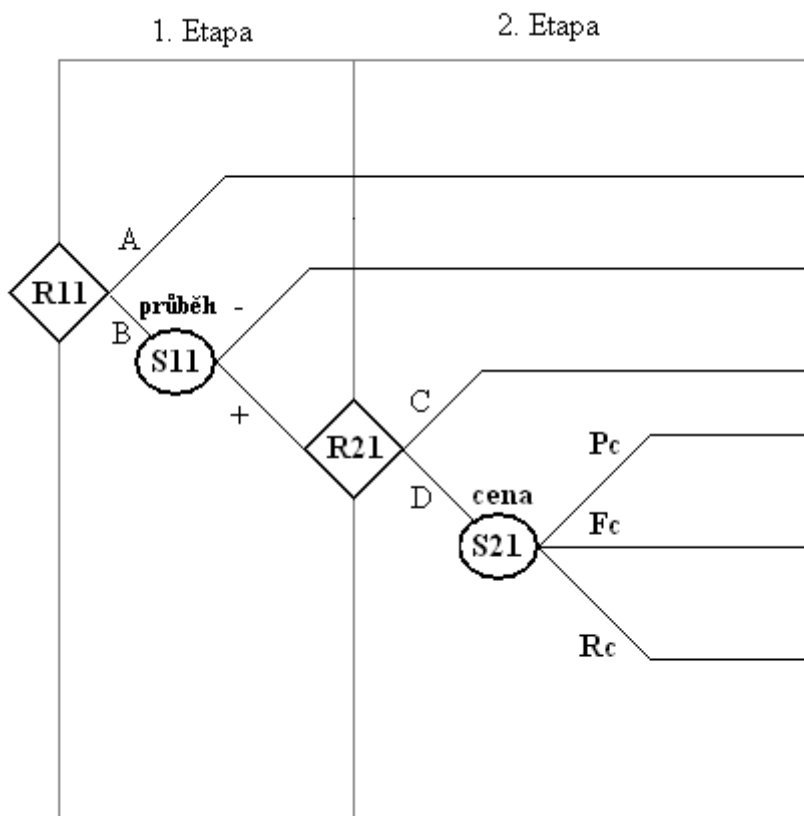 1. Etapa
2. Etapa
A
R11
B
průběh -
S11
+
C
R21
D
Pc
cena
Fc
S21
Rc